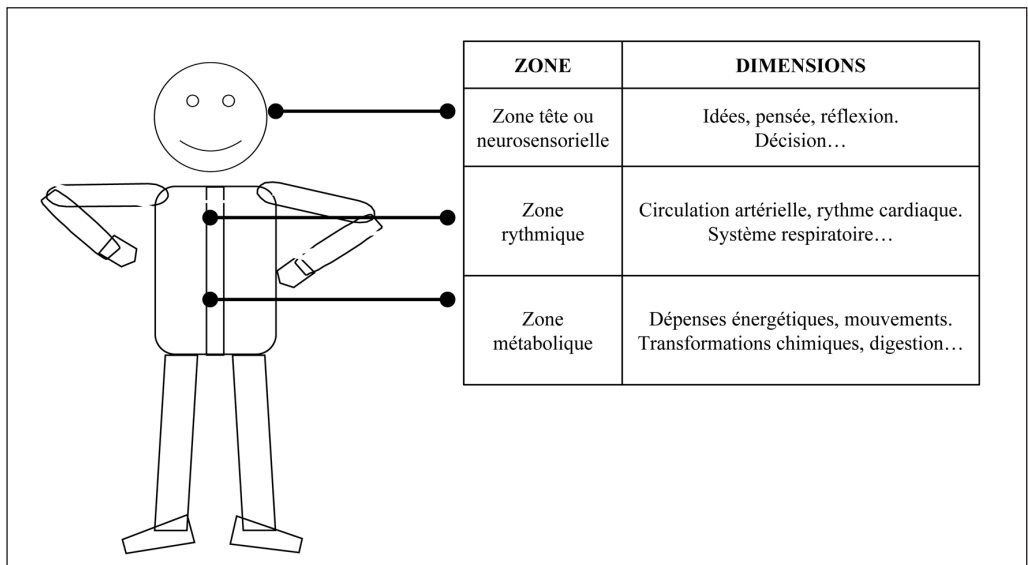 ZONE
DIMENSIONS
Zone tête ou
neurosensorielle
Idées, pensée, réflexion.
Décision…
Zone
rythmique
Circulation artérielle, rythme cardiaque.
Système respiratoire…
Zone
métabolique
Dépenses énergétiques, mouvements.
Transformations chimiques, digestion…